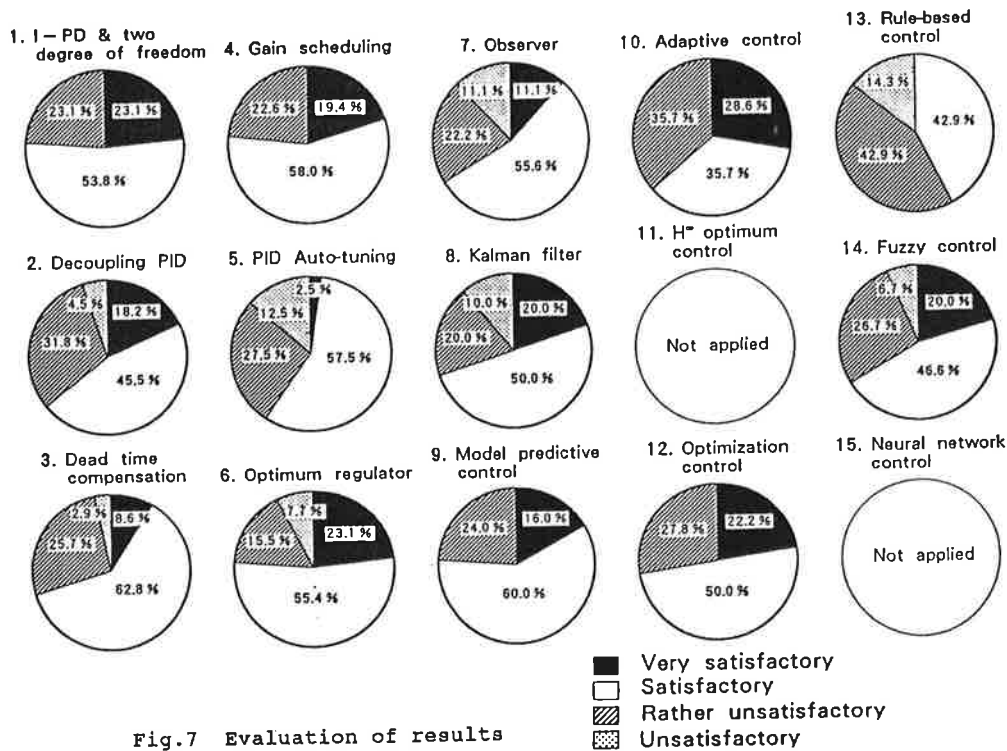 1. I-PD & two
degree of freedom
23.1 %
23.1 %
53.8 %
4. Gain scheduling
22.6 %
19.4 %
58.0 %
7. Observer
11.1 %
11.1 %
22.2 %
55.6 %
10. Adaptive control
35.7 %
28.6 %
35.7 %
13. Rule-based
control
14.3 %
42.9 %
42.9 %
2. Decoupling PID
4.5 %
18.2 %
31.8 %
45.5 %
5. PID Auto-tuning
2.5 %
12.5 %
27.5 %
57.5 %
8. Kalman filter
10.0 %
20.0 %
20.0 %
50.0 %
11. H∞ optimum
control
Not applied
14. Fuzzy control
6.7 %
20.0 %
26.7 %
46.6 %
3. Dead time
compensation
2.9 %
8.6 %
25.7 %
62.8 %
6. Optimum regulator
7.7 %
23.1 %
15.5 %
55.4 %
9. Model predictive
control
24.0 %
16.0 %
60.0 %
12. Optimization
control
27.8 %
22.2 %
50.0 %
15. Neural network
control
Not applied
Very satisfactory
Satisfactory
Rather unsatisfactory
Unsatisfactory
Fig.7 Evaluation of results